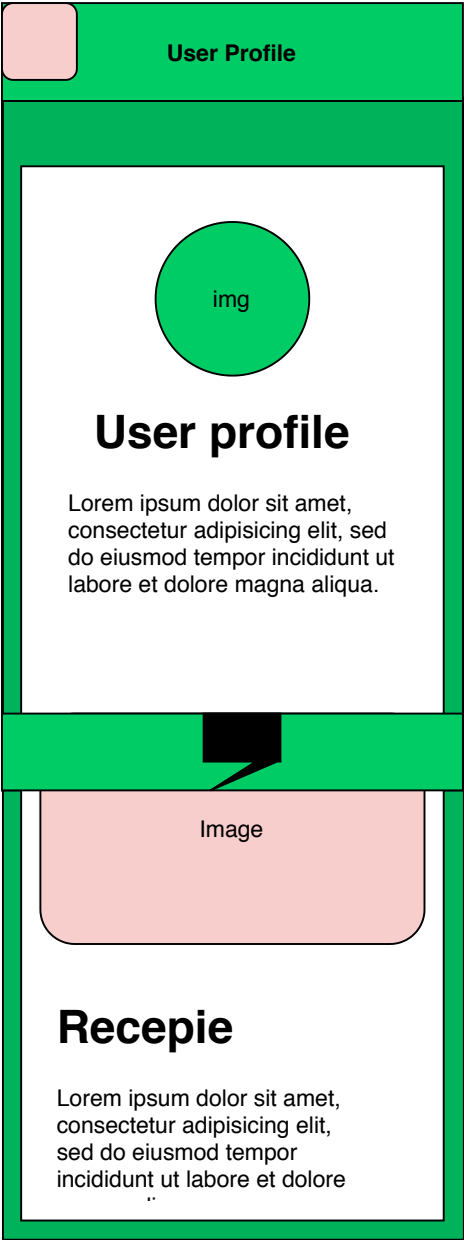 User Profile
img
User profile
Lorem ipsum dolor sit amet,
consectetur adipisicing elit, sed
do eiusmod tempor incididunt ut
labore et dolore magna aliqua.
Image
Recepie
Lorem ipsum dolor sit amet,
consectetur adipisicing elit,
sed do eiusmod tempor
incididunt ut labore et dolore